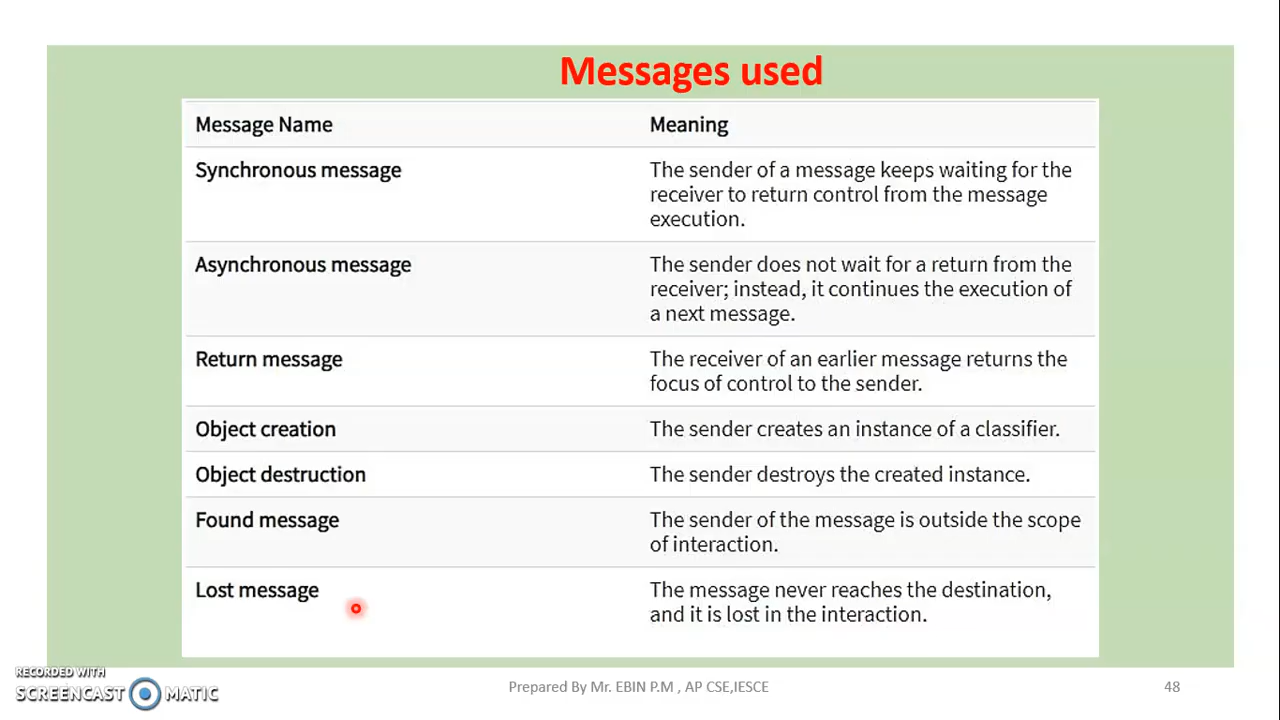 Messages used
Message Name
Meaning
Synchronous message
The sender of a message keeps waiting for the
receiver to return control from the message
execution.
Asynchronous message
The sender does not wait for a return from the
receiver; instead, it continues the execution of
a next message.
Return message
The receiver of an earlier message returns the
focus of control to the sender.
Object creation
The sender creates an instance of a classifier.
Object destruction
The sender destroys the created instance.
Found message
The sender of the message is outside the scope
of interaction.
Lost message
The message never reaches the destination,
and it is lost in the interaction.
RECORDED WITH
SCREENCAST MATIC
Prepared By Mr. EBIN P.M , AP CSE,IESCE
48